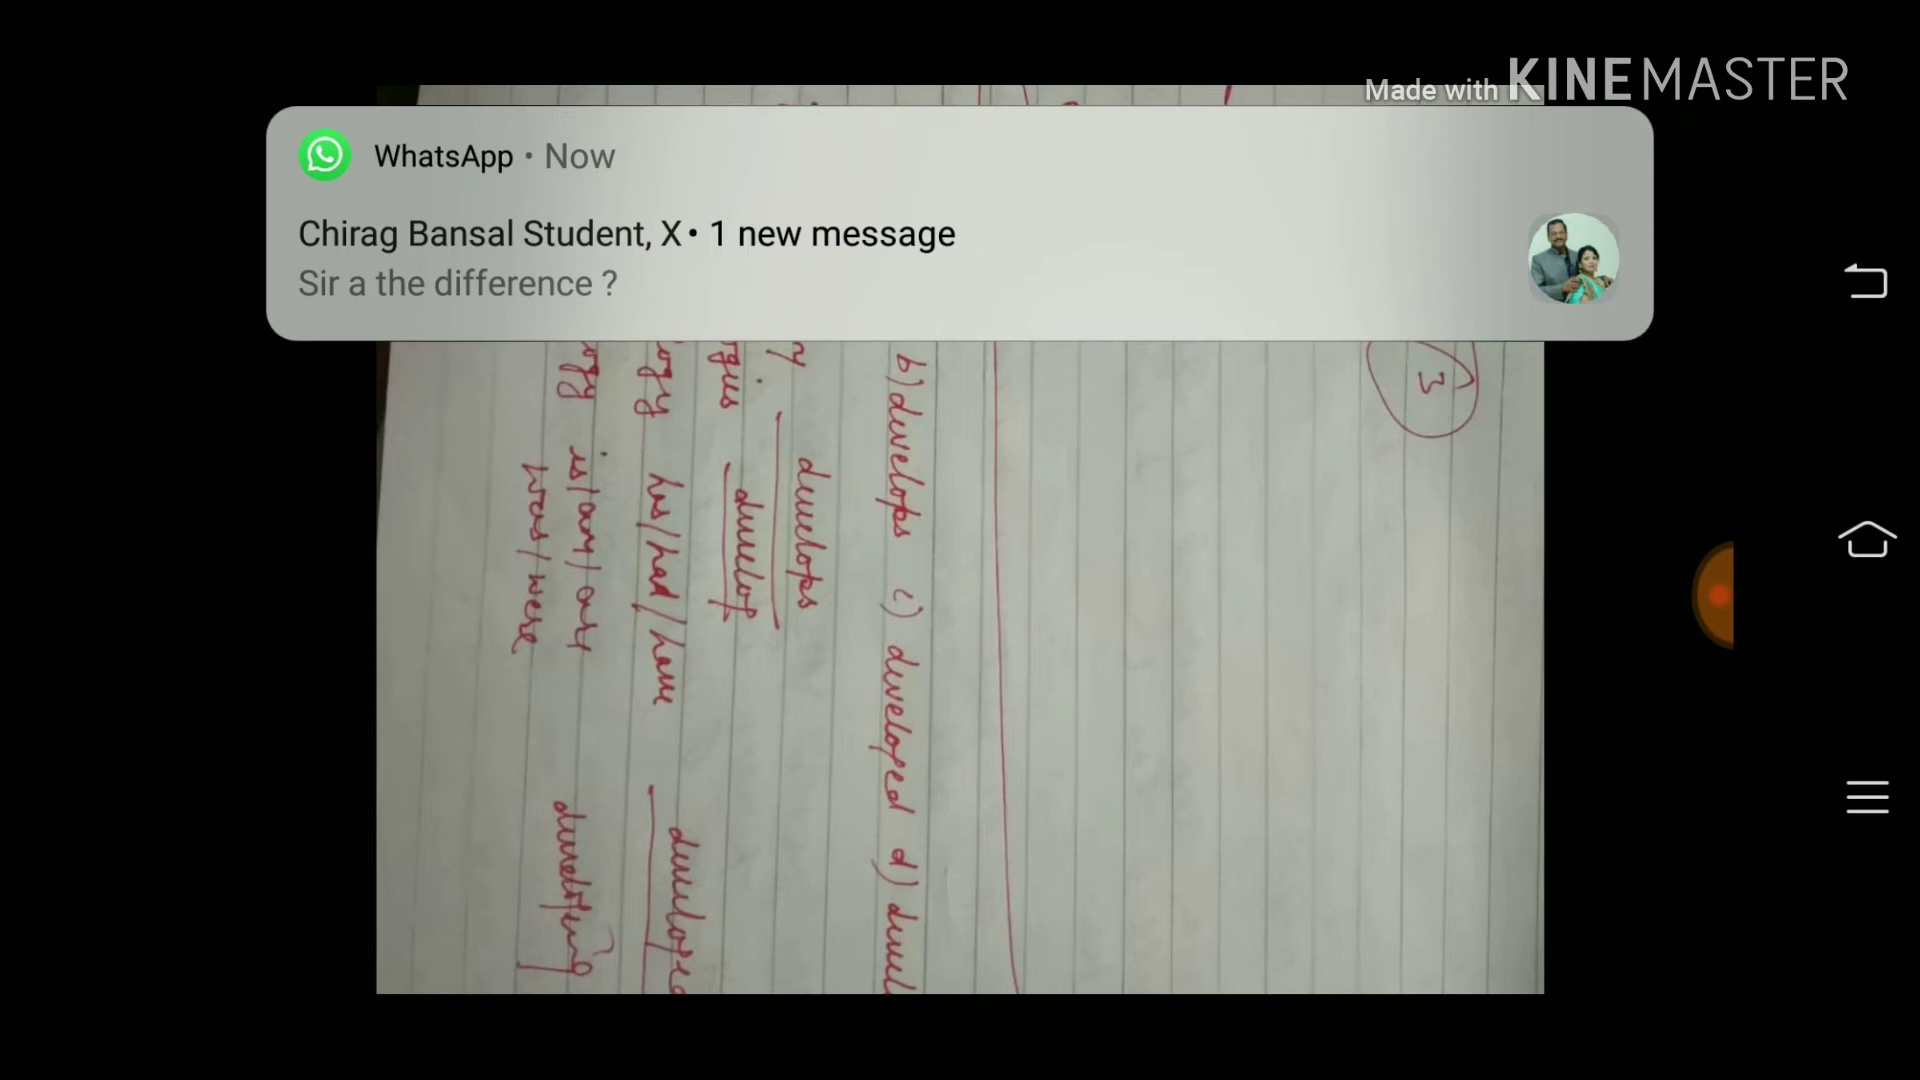 Made with KINEMASTER
WhatsApp • Now
Chirag Bansal Student, X • 1 new message
Sir a the difference ?
3
b) develops c) developed d)
develops
develop
has/had/have developed
is/am/are developing
was/were